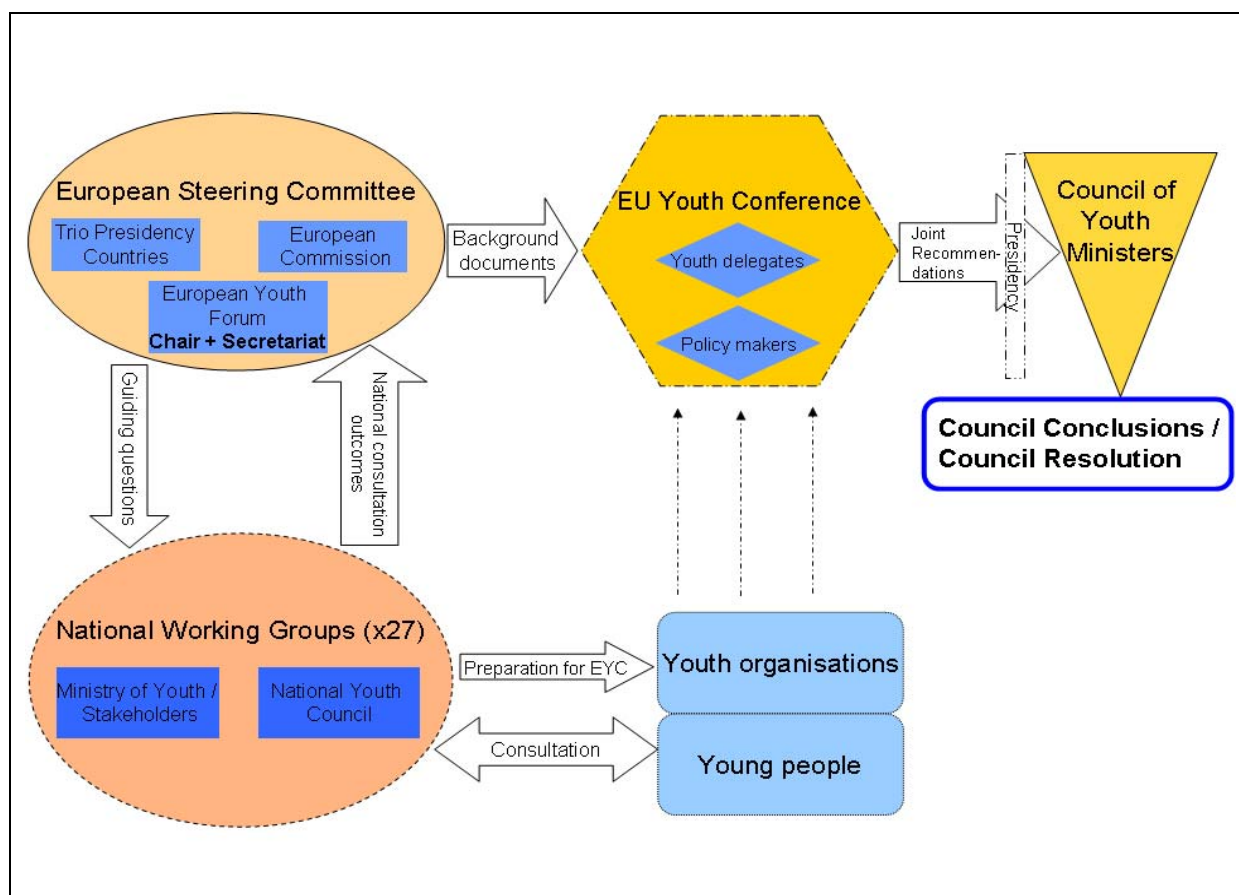 European Steering Committee
Trio Presidency
Countries
European
Commission
European Youth
Forum
Chair + Secretariat
Background
documents
EU Youth Conference
Youth delegates
Policy makers
Joint
Recommen-
dations
Presidency
Council of
Youth
Ministers
Council Conclusions /
Council Resolution
Guiding questions
National consultation
outcomes
National Working Groups (x27)
Ministry of Youth /
Stakeholders
National Youth
Council
Preparation for EYC
Consultation
Youth organisations
Young people